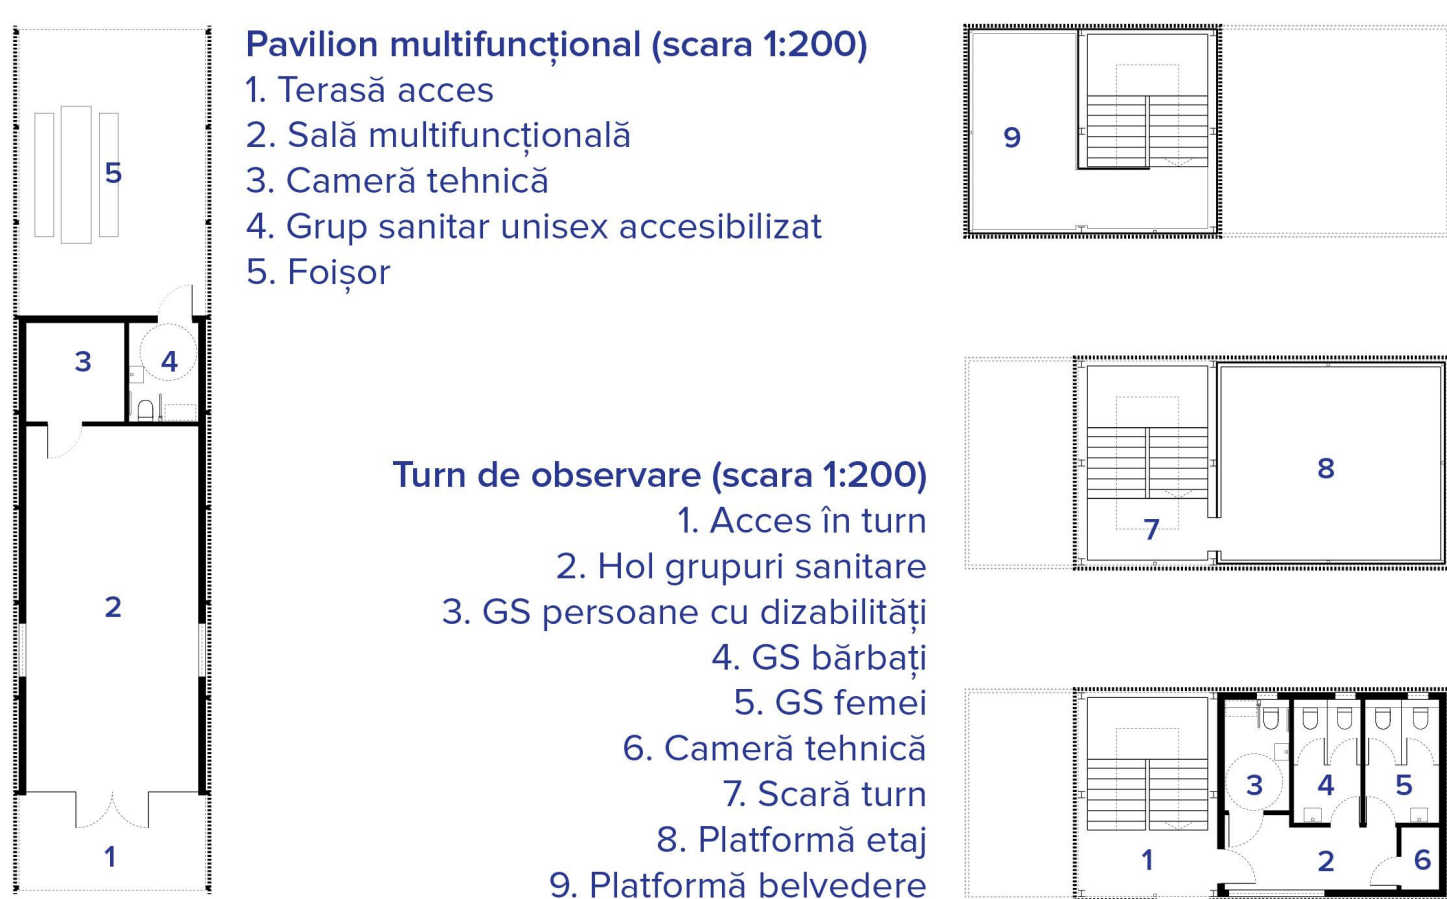 Pavilion multifuncțional (scara 1:200)
1. Terasă acces
2. Sală multifuncțională
3. Cameră tehnică
4. Grup sanitar unisex accesibilizat
5. Foișor
5
3
4
2
1
Turn de observare (scara 1:200)
1. Acces în turn
2. Hol grupuri sanitare
3. GS persoane cu dizabilități
4. GS bărbați
5. GS femei
6. Cameră tehnică
7. Scară turn
8. Platformă etaj
9. Platformă belvedere
9
8
7
3
4
5
1
2
6